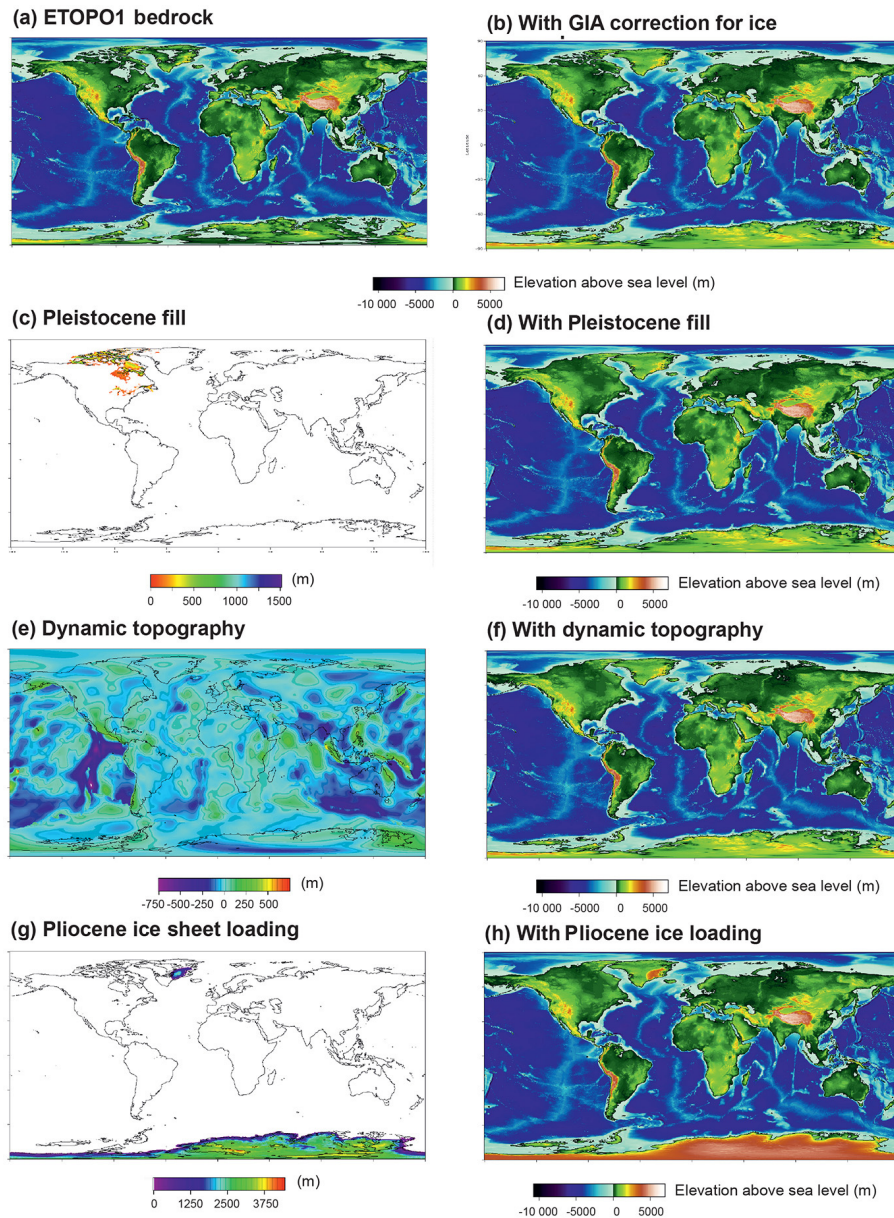 (a) ETOPO1 bedrock
(b) With GIA correction for ice
Elevation above sea level (m)
-10 000 -5000 0 5000
(c) Pleistocene fill
(d) With Pleistocene fill
(m)
0 500 1000 1500
Elevation above sea level (m)
-10 000 -5000 0 5000
(e) Dynamic topography
(f) With dynamic topography
(m)
-750 -500 -250 0 250 500
Elevation above sea level (m)
-10 000 -5000 0 5000
(g) Pliocene ice sheet loading
(h) With Pliocene ice loading
(m)
0 1250 2500 3750
Elevation above sea level (m)
-10 000 -5000 0 5000